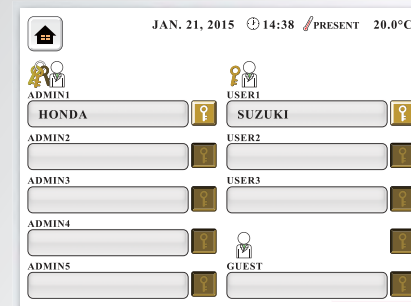 JAN. 21, 2015 14:38 PRESENT 20.0°C
ADMIN1 USER1
HONDA SUZUKI
ADMIN2 USER2
ADMIN3 USER3
ADMIN4
ADMIN5 GUEST